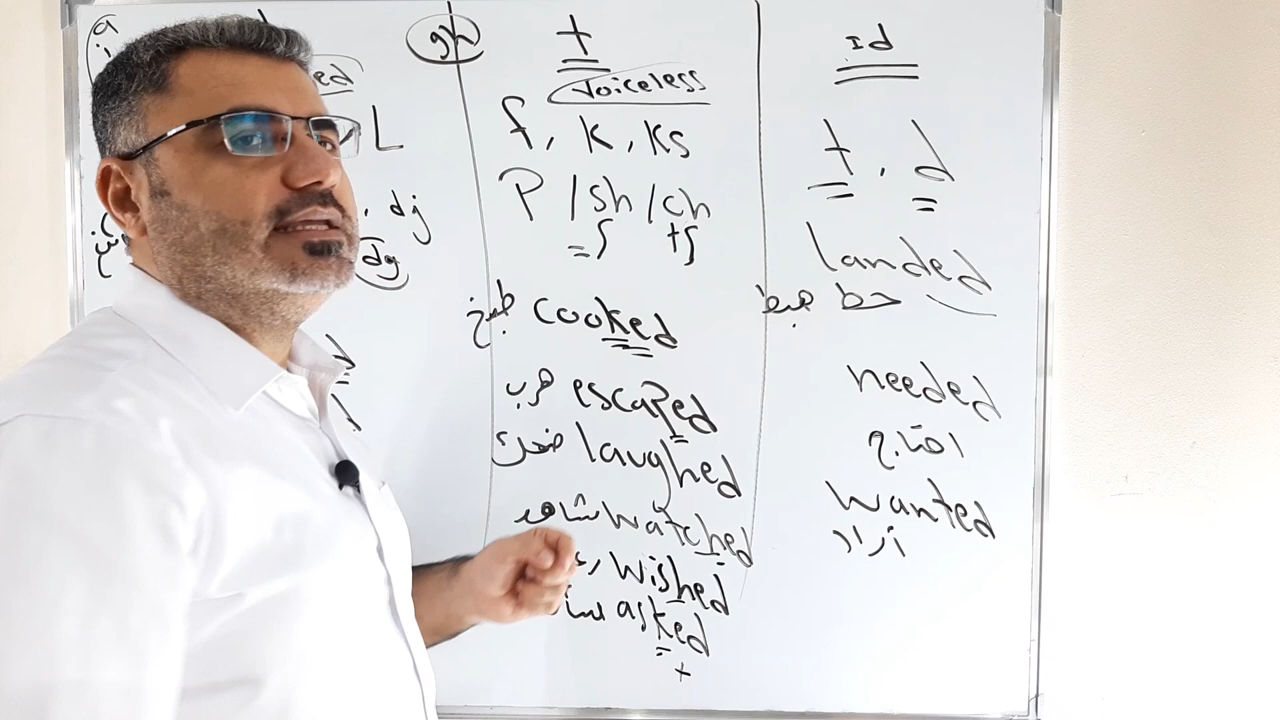 a
i
ed
L
, dj
dg
gh
t
voiceless
f, k, ks
P / sh / ch
ʃ tʃ
طبخ cooked
هرب escaped
ضحك laughed
شاهد watched
wished
asked
t
Id
t, d
landed
حط هبط
needed
احتاج
wanted
أراد